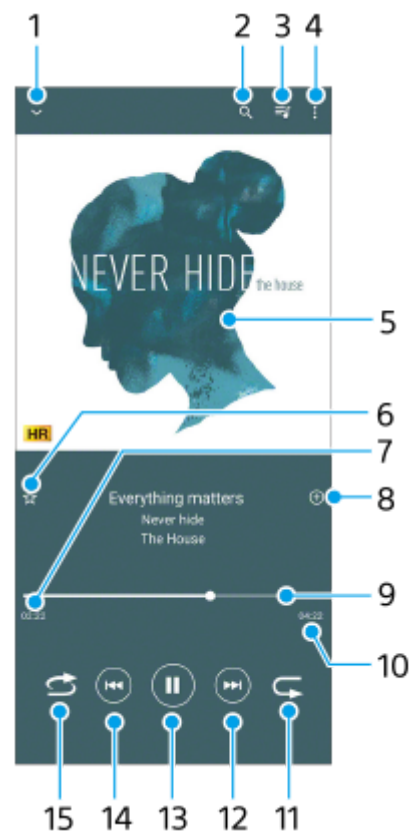 1 2 3 4
NEVER HIDE the house
5
HR
6
7
Everything matters
8
Never hide
The House
9
02:22 04:22
10
15 14 13 12 11